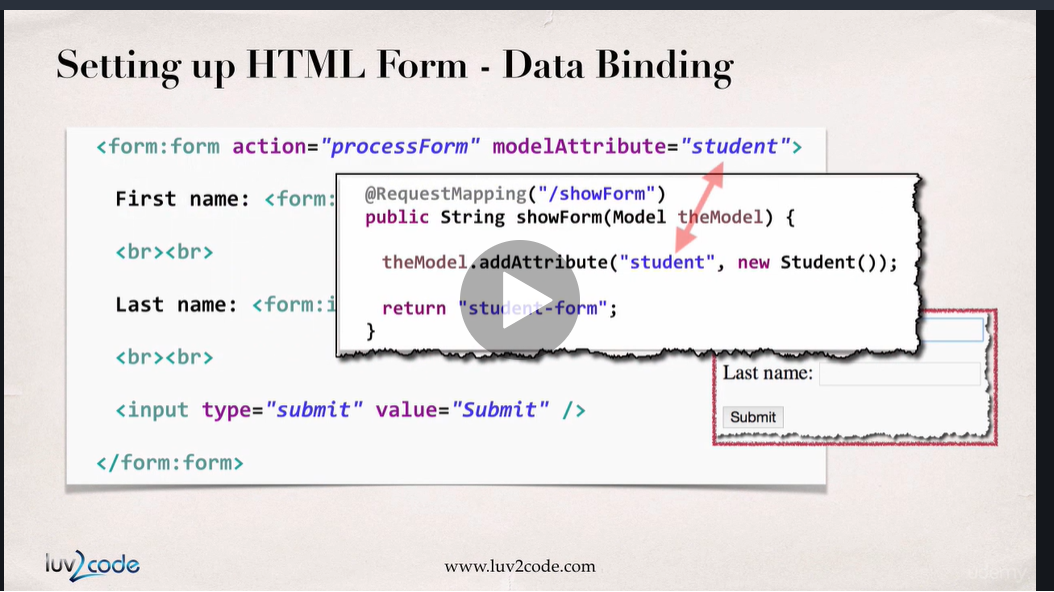 Setting up HTML Form - Data Binding
<form:form action="processForm" modelAttribute="student">
First name: <form:
<br><br>
Last name: <form:i
<br><br>
<input type="submit" value="Submit" />
</form:form>
@RequestMapping("/showForm")
public String showForm(Model theModel) {
theModel.addAttribute("student", new Student());
return "student-form";
}
Last name:
Submit
luv2code
www.luv2code.com
udemy